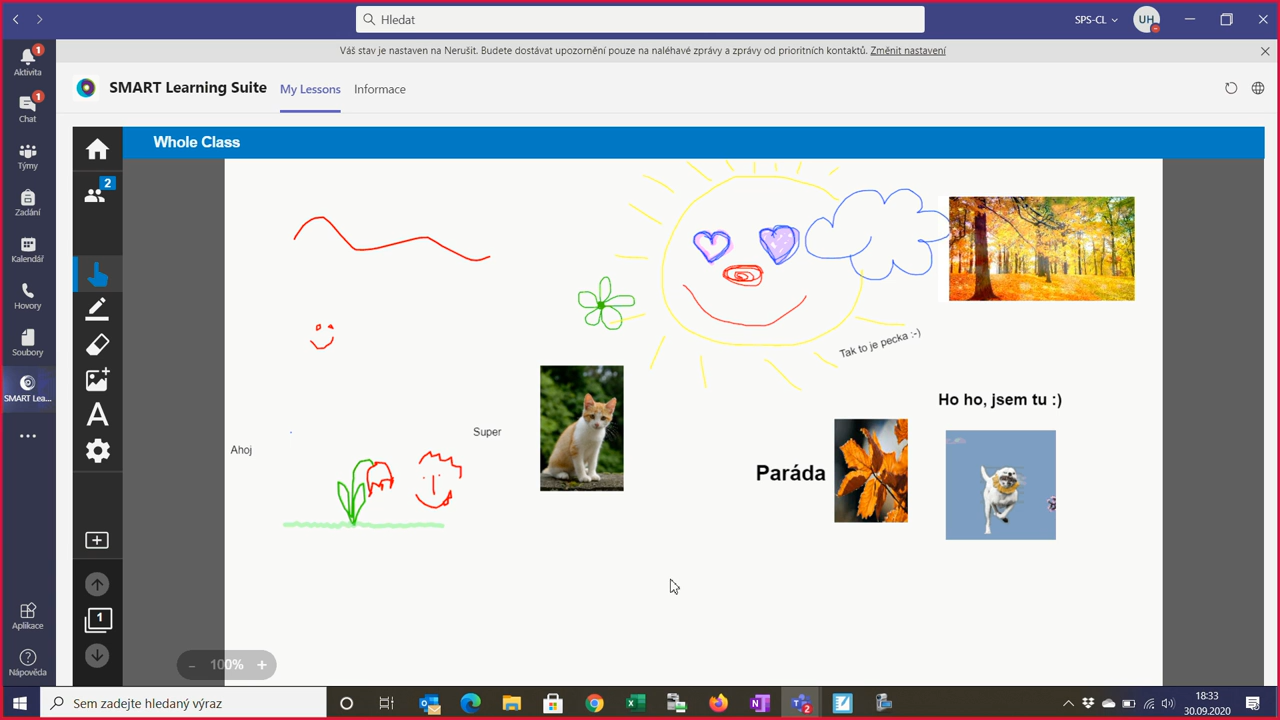 Hledat
SPS-CL
UH
Váš stav je nastaven na Nerušit. Budete dostávat upozornění pouze na naléhavé zprávy a zprávy od prioritních kontaktů. Změnit nastavení
1
Aktivita
1
Chat
Týmy
Zadání
Kalendář
Hovory
Soubory
SMART Lea...
Aplikace
Nápověda
SMART Learning Suite
My Lessons
Informace
Whole Class
2
A
1
Tak to je pecka :-)
Ho ho, jsem tu :)
Super
Ahoj
Paráda
100%
Sem zadejte hledaný výraz
2
18:33
30.09.2020